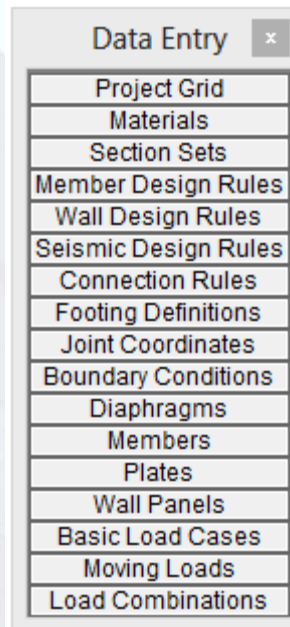 Data Entry x
Project Grid
Materials
Section Sets
Member Design Rules
Wall Design Rules
Seismic Design Rules
Connection Rules
Footing Definitions
Joint Coordinates
Boundary Conditions
Diaphragms
Members
Plates
Wall Panels
Basic Load Cases
Moving Loads
Load Combinations